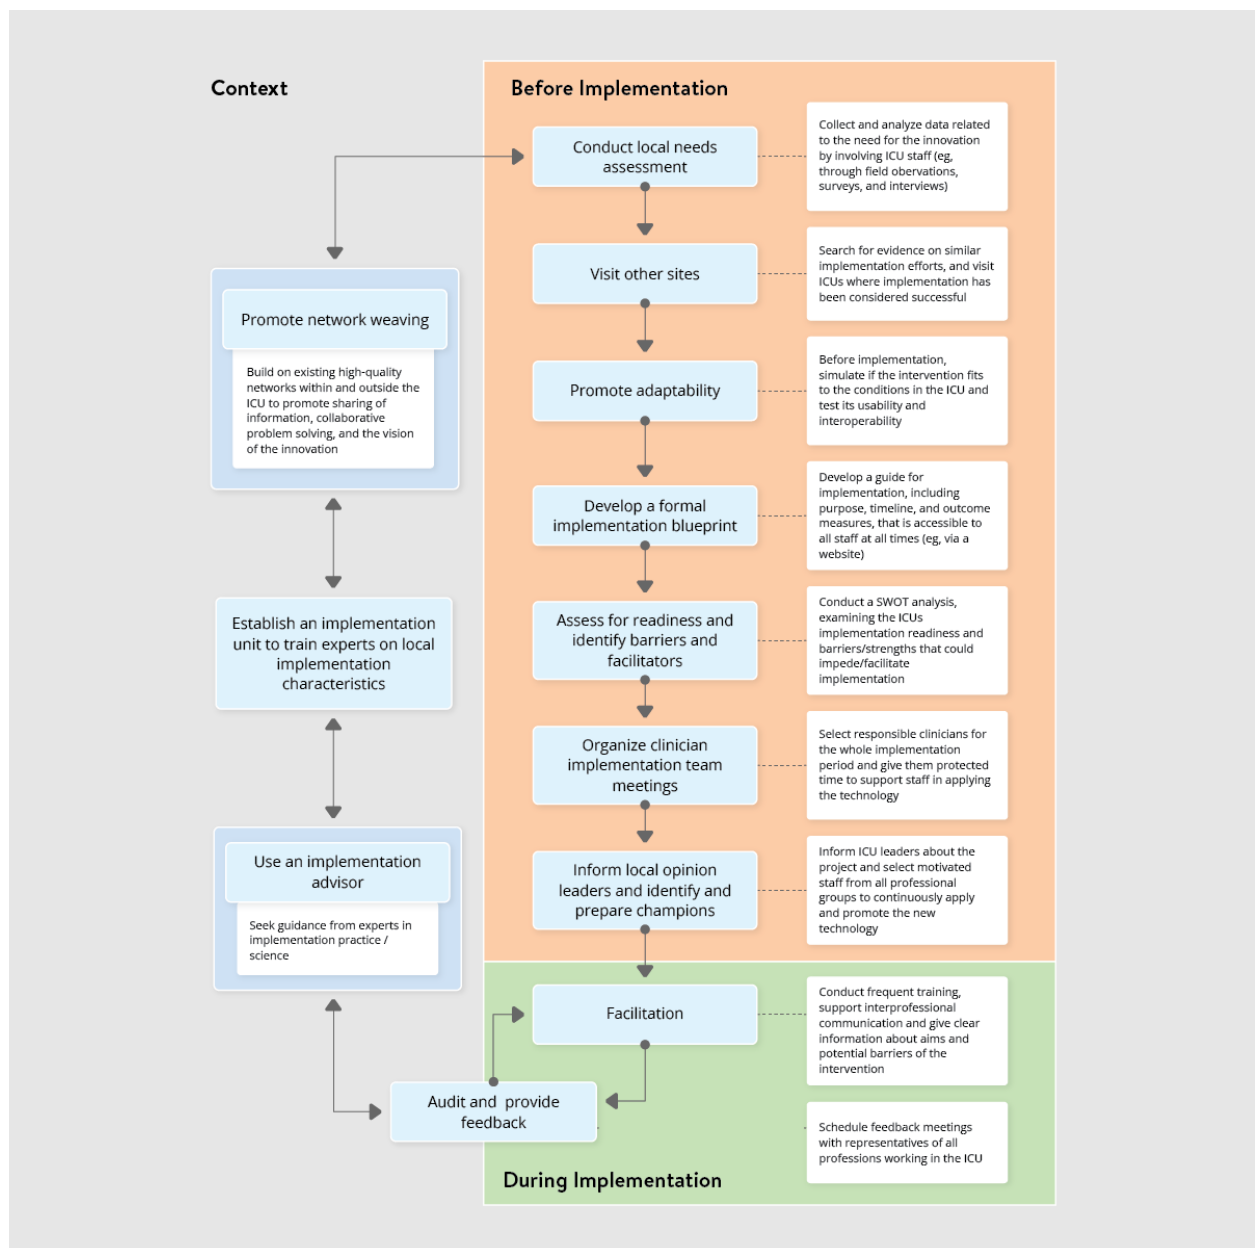 Context
Before Implementation
Conduct local needs
assessment
Collect and analyze data related
to the need for the innovation
by involving ICU staff (eg,
through field obervations,
surveys, and interviews)
Visit other sites
Search for evidence on similar
implementation efforts, and visit
ICUs where implementation has
been considered successful
Promote network weaving
Build on existing high-quality
networks within and outside the
ICU to promote sharing of
information, collaborative
problem solving, and the vision
of the innovation
Promote adaptability
Before implementation,
simulate if the intervention fits
to the conditions in the ICU and
test its usability and
interoperability
Develop a formal
implementation blueprint
Develop a guide for
implementation, including
purpose, timeline, and outcome
measures, that is accessible to
all staff at all times (eg, via a
website)
Establish an implementation
unit to train experts on local
implementation
characteristics
Assess for readiness and
identify barriers and
facilitators
Conduct a SWOT analysis,
examining the ICUs
implementation readiness and
barriers/strengths that could
impede/facilitate
implementation
Organize clinician
implementation team
meetings
Select responsible clinicians for
the whole implementation
period and give them protected
time to support staff in applying
the technology
Use an implementation
advisor
Seek guidance from experts in
implementation practice /
science
Inform local opinion
leaders and identify and
prepare champions
Inform ICU leaders about the
project and select motivated
staff from all professional
groups to continuously apply
and promote the new
technology
Facilitation
Conduct frequent training,
support interprofessional
communication and give clear
information about aims and
potential barriers of the
intervention
Audit and provide
feedback
Schedule feedback meetings
with representatives of all
professions working in the ICU
During Implementation